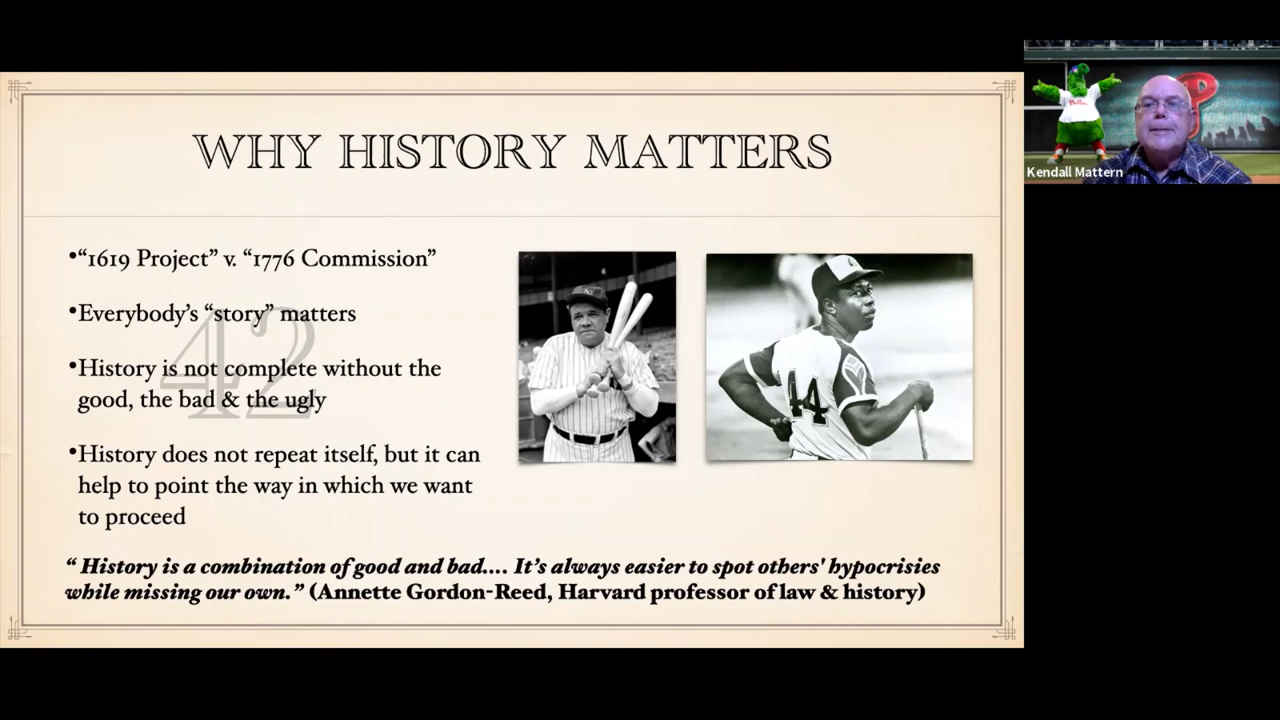 WHY HISTORY MATTERS
•“1619 Project” v. “1776 Commission”
•Everybody’s “story” matters
•History is not complete without the
good, the bad & the ugly
•History does not repeat itself, but it can
help to point the way in which we want
to proceed
42
44
“ History is a combination of good and bad.... It’s always easier to spot others' hypocrisies
while missing our own.” (Annette Gordon-Reed, Harvard professor of law & history)
Phillies
P
Kendall Mattern